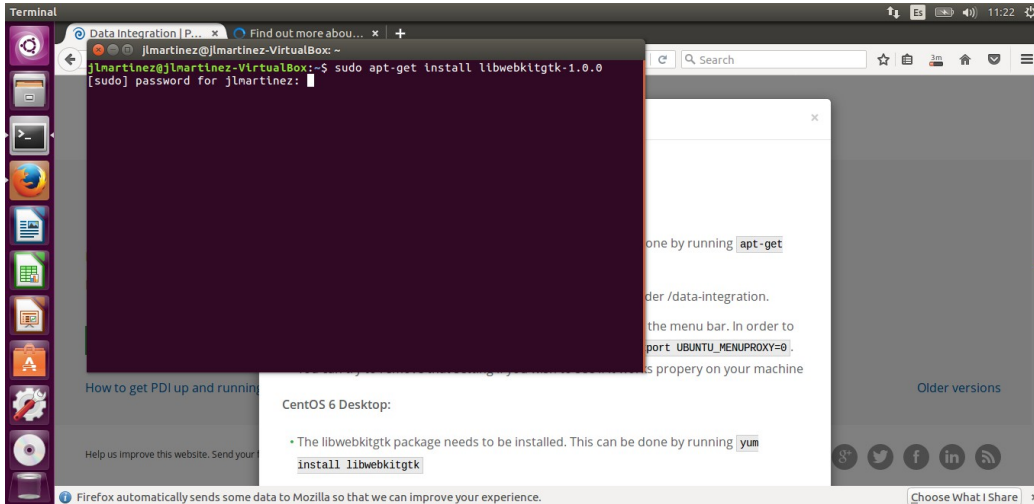 Terminal
Es
11:22
Data Integration | P... × Find out more abou... × +
jlmartinez@jlmartinez-VirtualBox: ~
Search
3m
jlmartinez@jlmartinez-VirtualBox:~$ sudo apt-get install libwebkitgtk-1.0.0
[sudo] password for jlmartinez:
×
one by running apt-get
der /data-integration.
the menu bar. In order to
port UBUNTU_MENUPROXY=0.
s propery on your machine
How to get PDI up and running
Older versions
CentOS 6 Desktop:
• The libwebkitgtk package needs to be installed. This can be done by running yum
install libwebkitgtk
Help us improve this website. Send your f
Firefox automatically sends some data to Mozilla so that we can improve your experience.
Choose What I Share